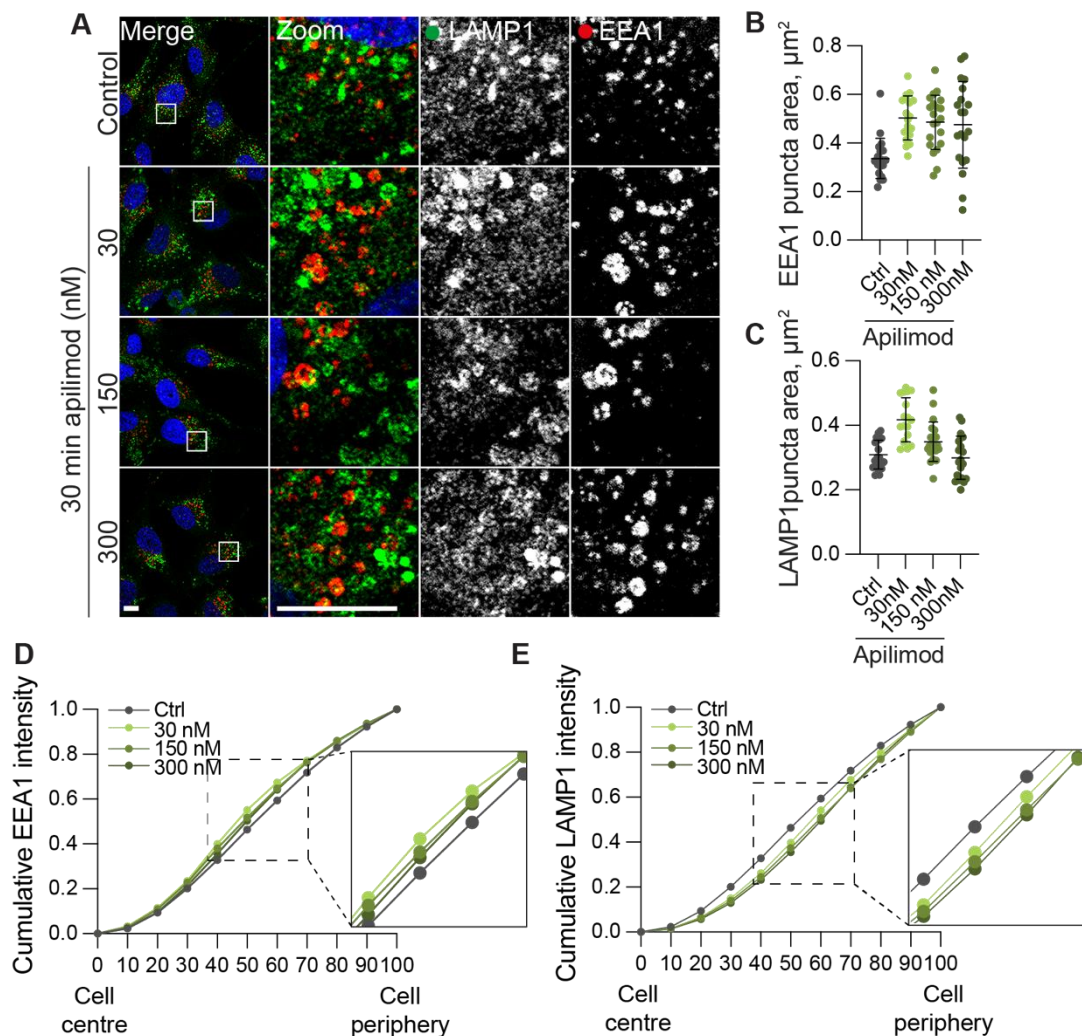 A
Merge
Zoom
LAMP1
EEA1
Control
30 min apilimod (nM)
30
150
300
B
EEA1 puncta area, µm²
0.8
0.6
0.4
0.2
0.0
Ctrl
30nM
150 nM
300nM
Apilimod
C
LAMP1puncta area, µm²
0.6
0.4
0.2
0.0
Ctrl
30nM
150 nM
300nM
Apilimod
D
Cumulative EEA1 intensity
1.0
0.8
0.6
0.4
0.2
0.0
Ctrl
30 nM
150 nM
300 nM
0 10 20 30 40 50 60 70 80 90 100
Cell centre
Cell periphery
E
Cumulative LAMP1 intensity
1.0
0.8
0.6
0.4
0.2
0.0
Ctrl
30 nM
150 nM
300 nM
0 10 20 30 40 50 60 70 80 90 100
Cell centre
Cell periphery